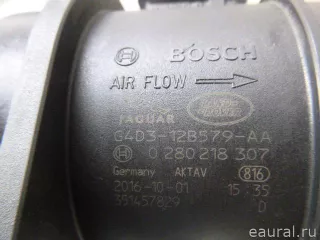 BOSCH
AIR FLOW
JAGUAR
G4D3-12B579-AA
0 280 218 307
Germany AKTAV 816
2016-10-01 15:35
351457829 D
eaural.ru